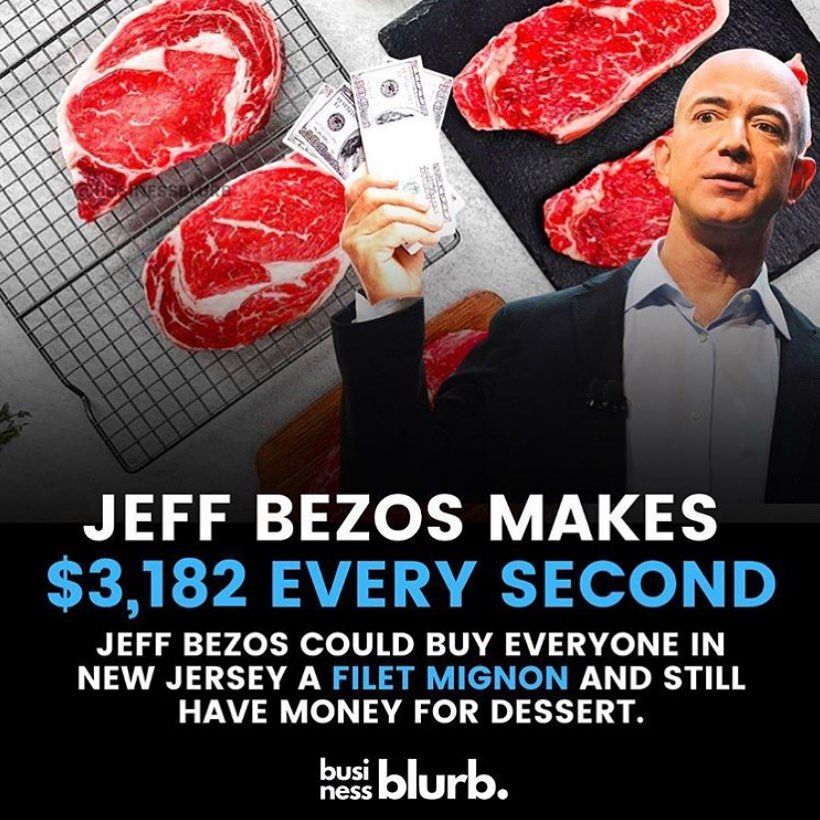 @BUSINESSBLURB
JEFF BEZOS MAKES
$3,182 EVERY SECOND
JEFF BEZOS COULD BUY EVERYONE IN
NEW JERSEY A FILET MIGNON AND STILL
HAVE MONEY FOR DESSERT.
busi
ness blurb.